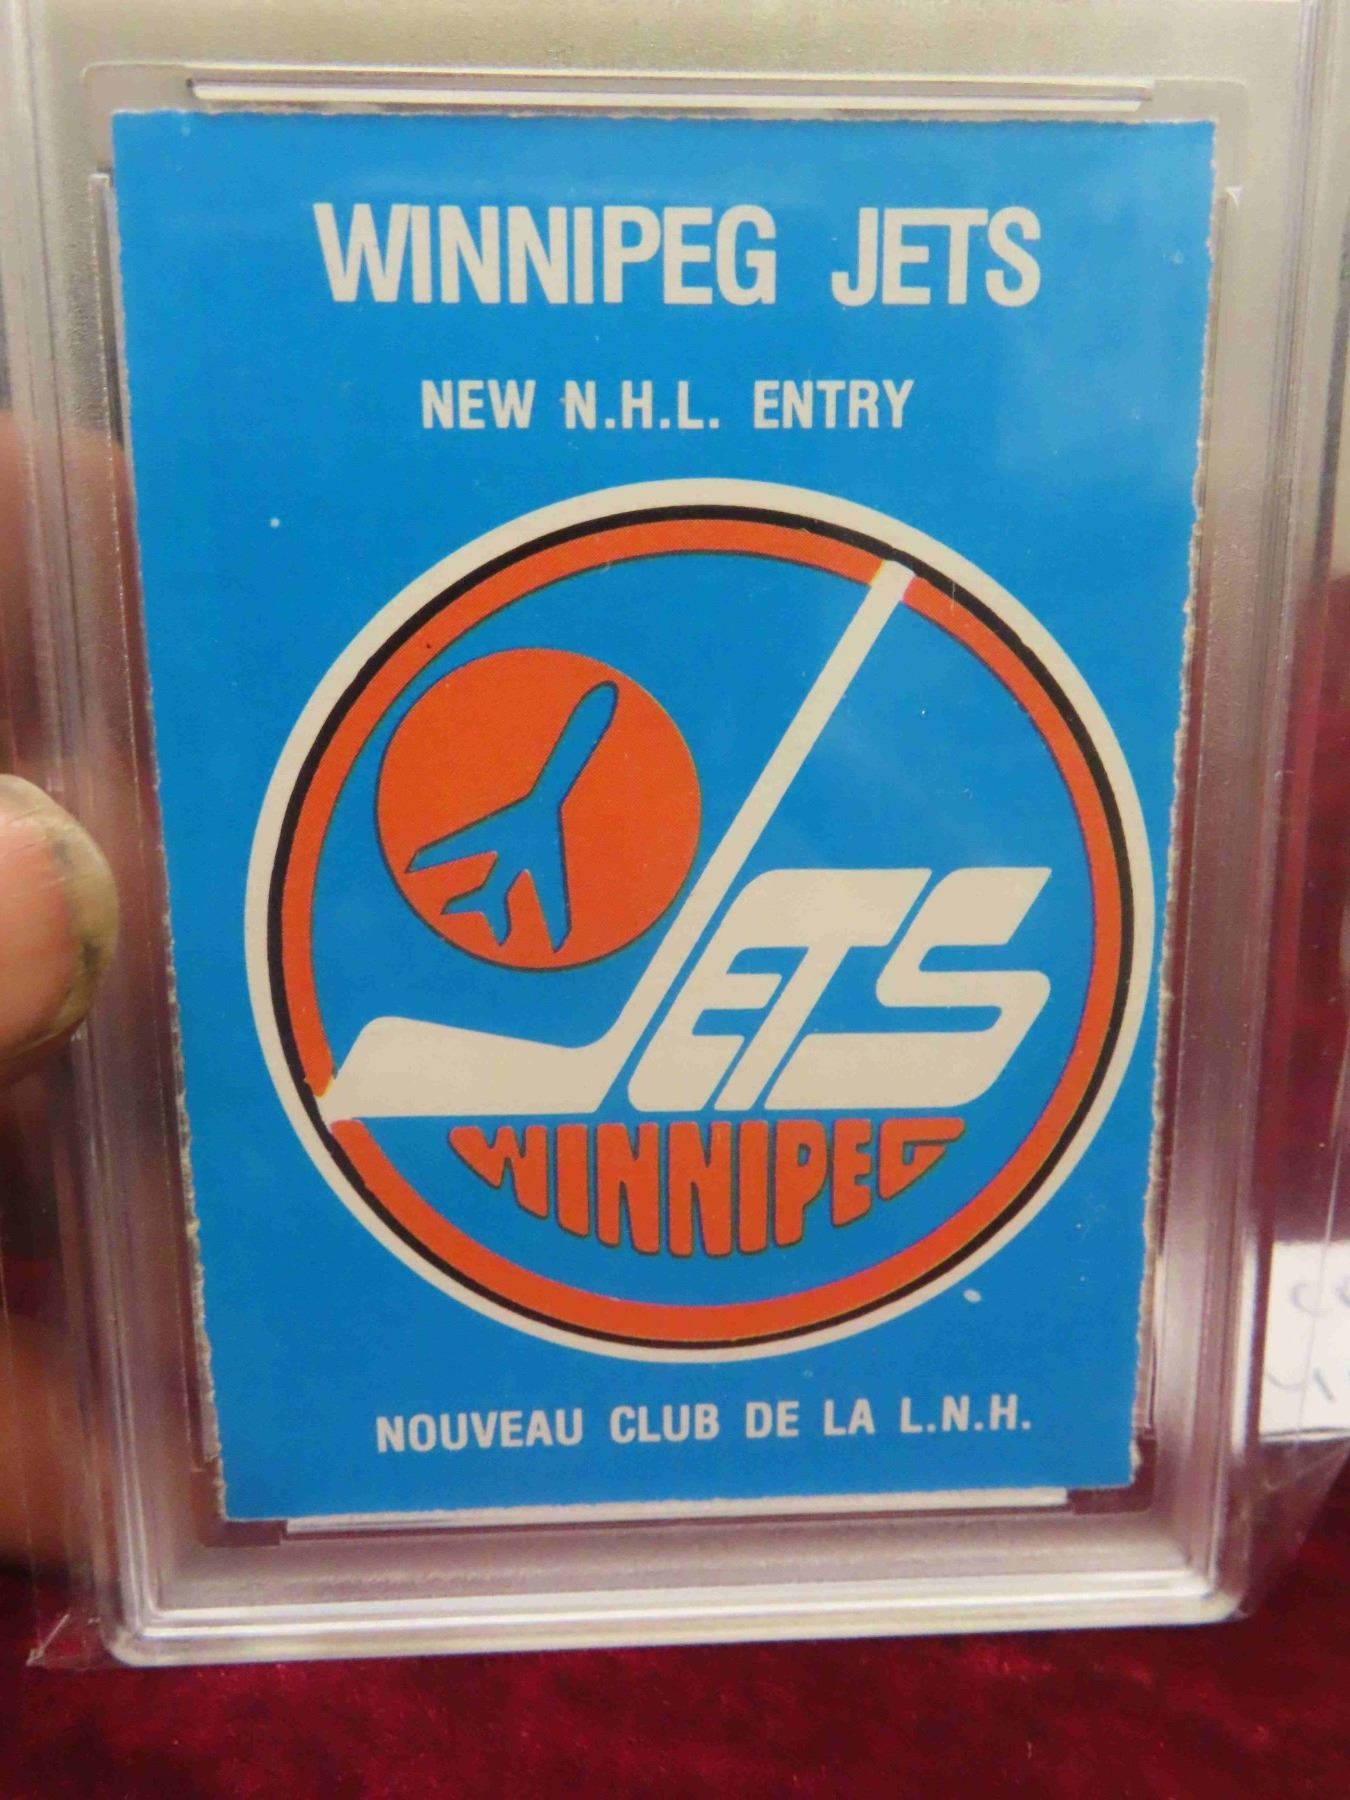 WINNIPEG JETS
NEW N.H.L. ENTRY
JETS
WINNIPEG
NOUVEAU CLUB DE LA L.N.H.